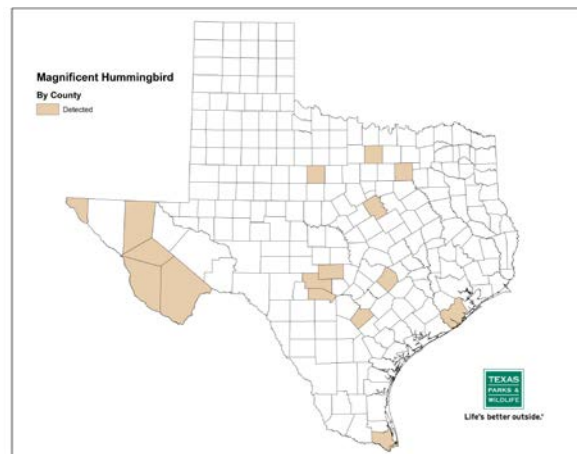 Magnificent Hummingbird
By County
Detected
TEXAS
PARKS &
WILDLIFE
Life's better outside.®